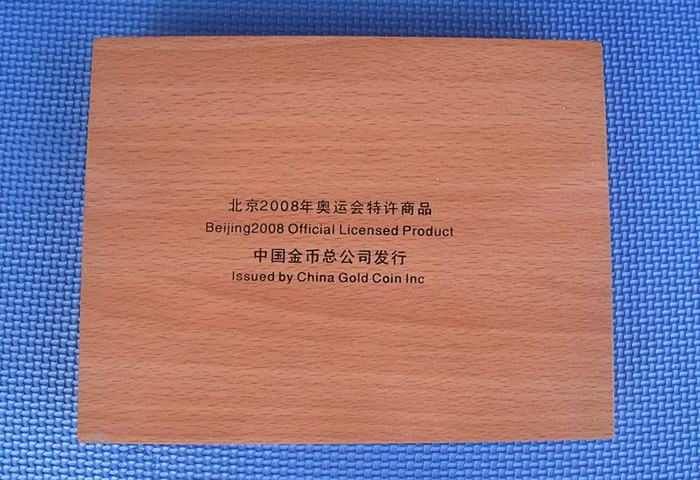 北京2008年奥运会特许商品
Beijing2008 Official Licensed Product
中国金币总公司发行
Issued by China Gold Coin Inc